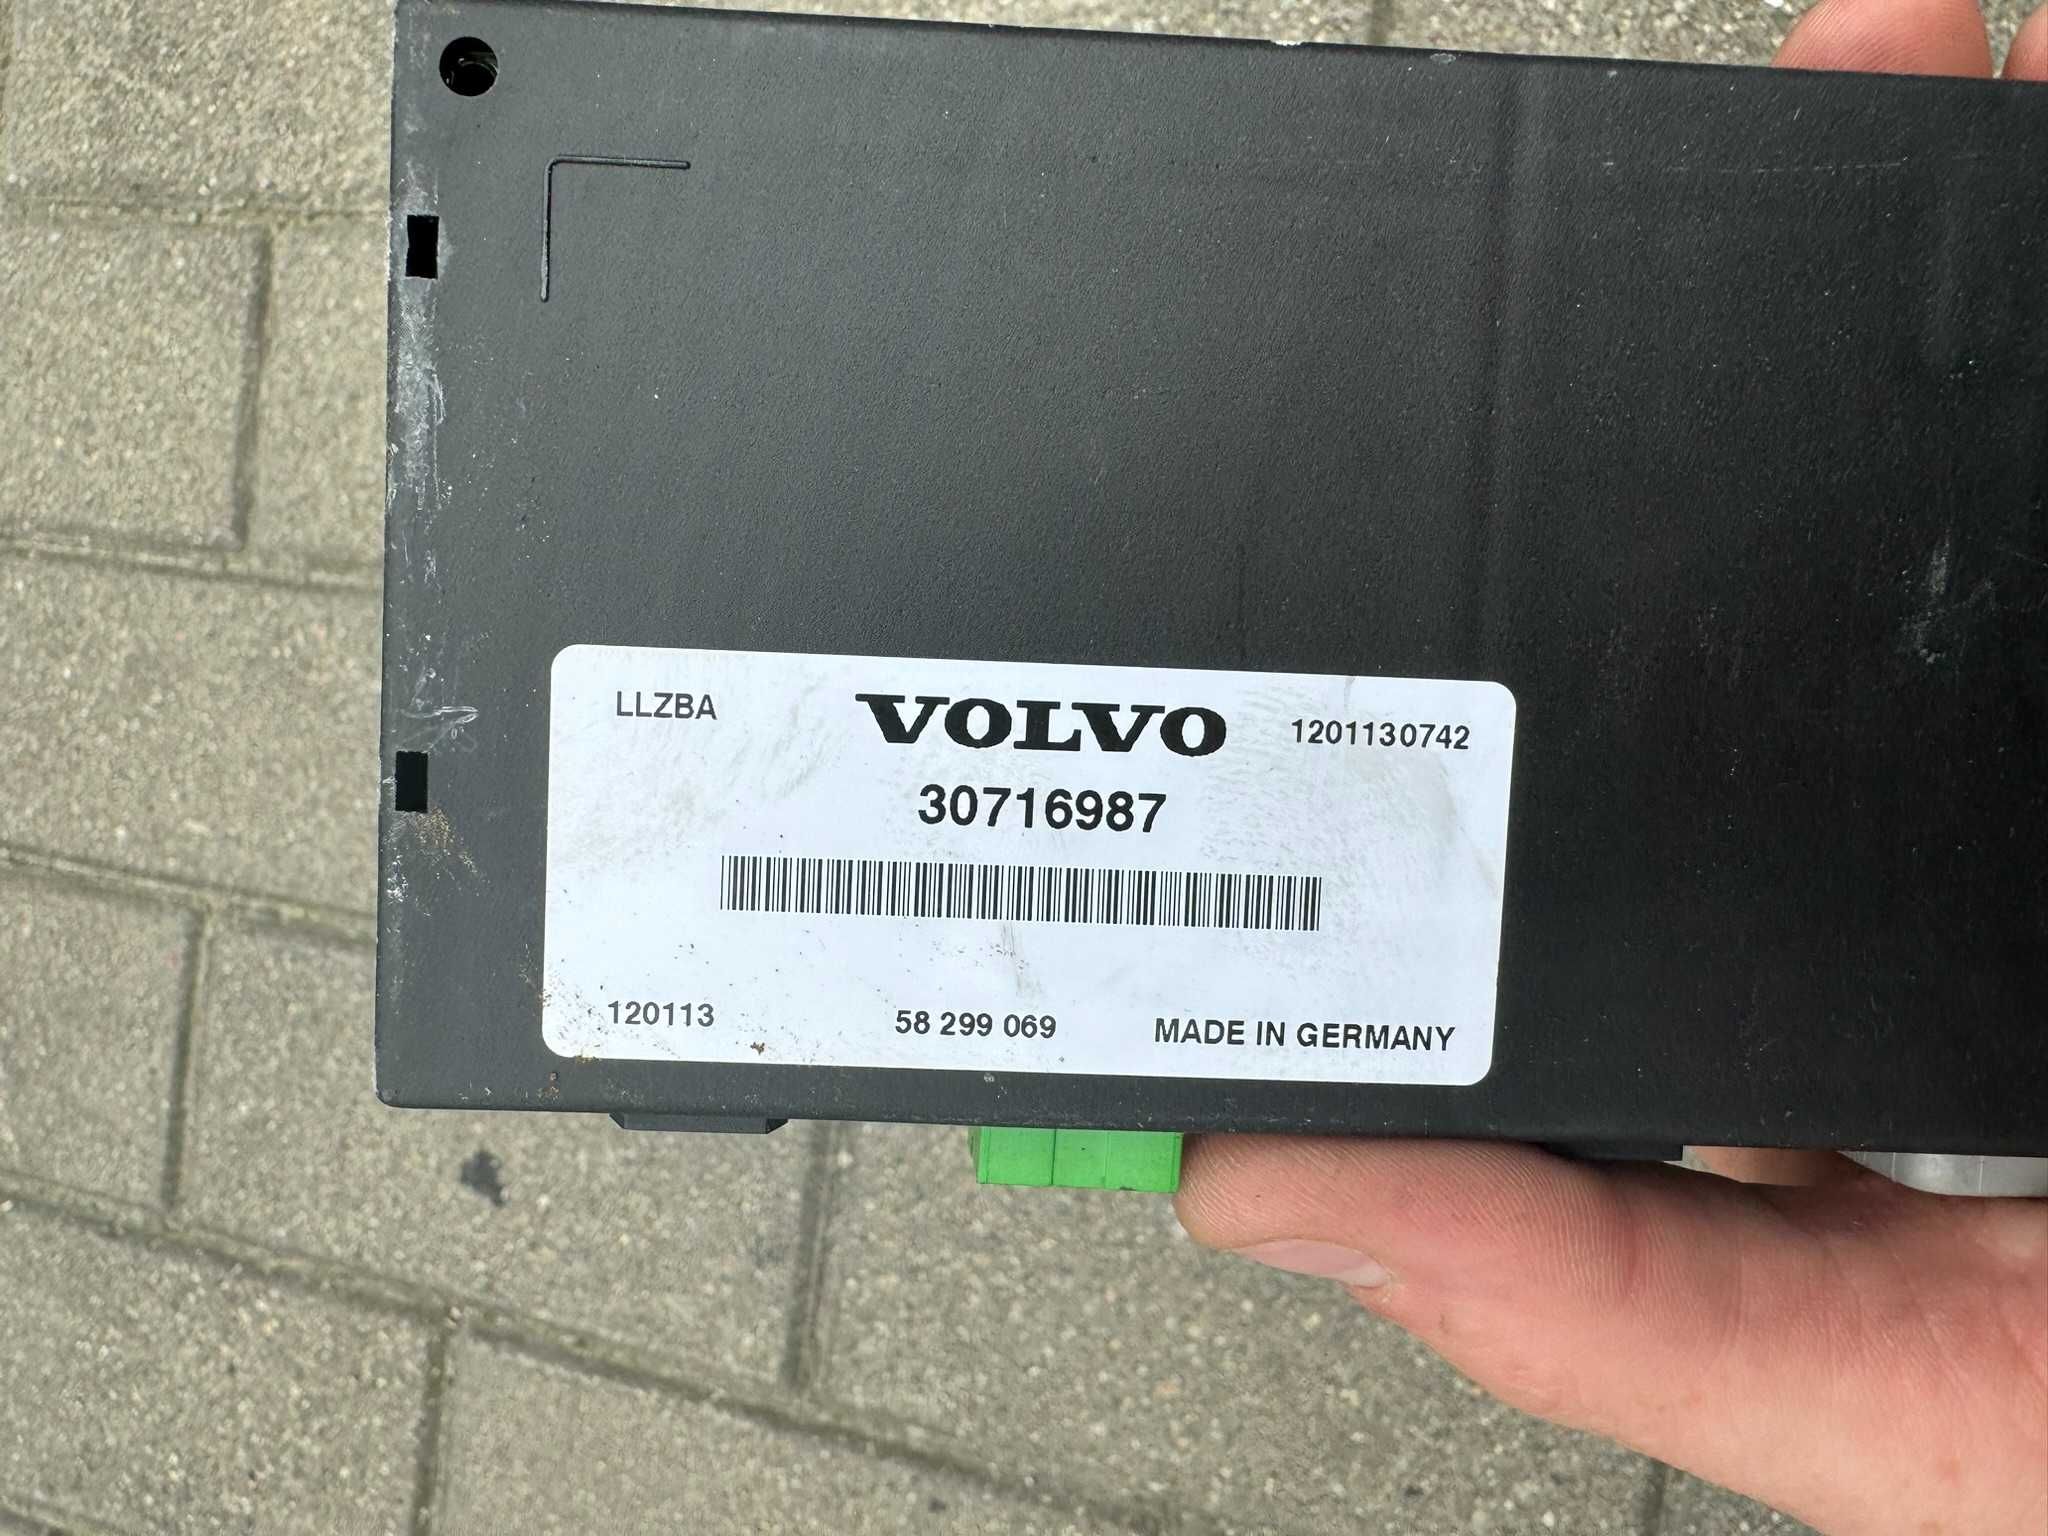 LLZBA
VOLVO
1201130742
30716987
120113
58 299 069
MADE IN GERMANY